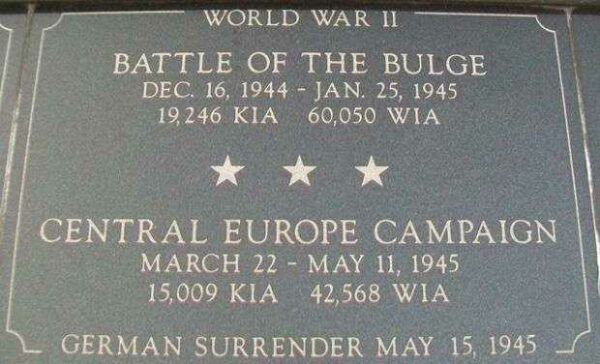 WORLD WAR II
BATTLE OF THE BULGE
DEC. 16, 1944 - JAN. 25, 1945
19,246 KIA 60,050 WIA
CENTRAL EUROPE CAMPAIGN
MARCH 22 - MAY 11, 1945
15,009 KIA 42,568 WIA
GERMAN SURRENDER MAY 15, 1945